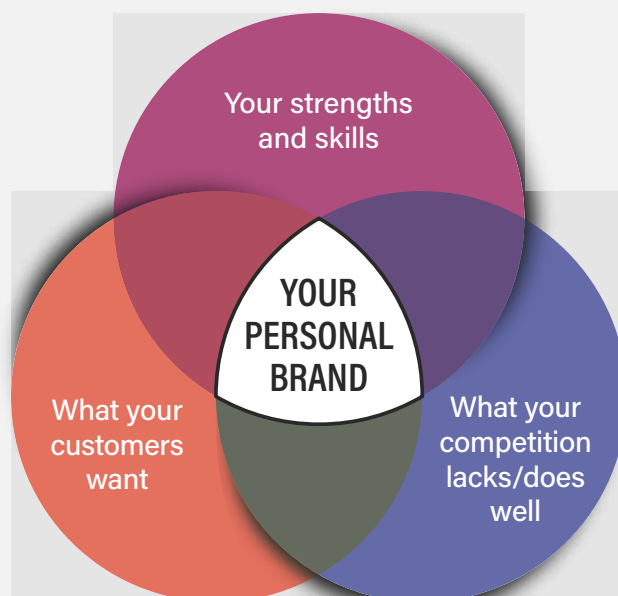 Your strengths
and skills
YOUR
PERSONAL
BRAND
What your
customers
want
What your
competition
lacks/does
well